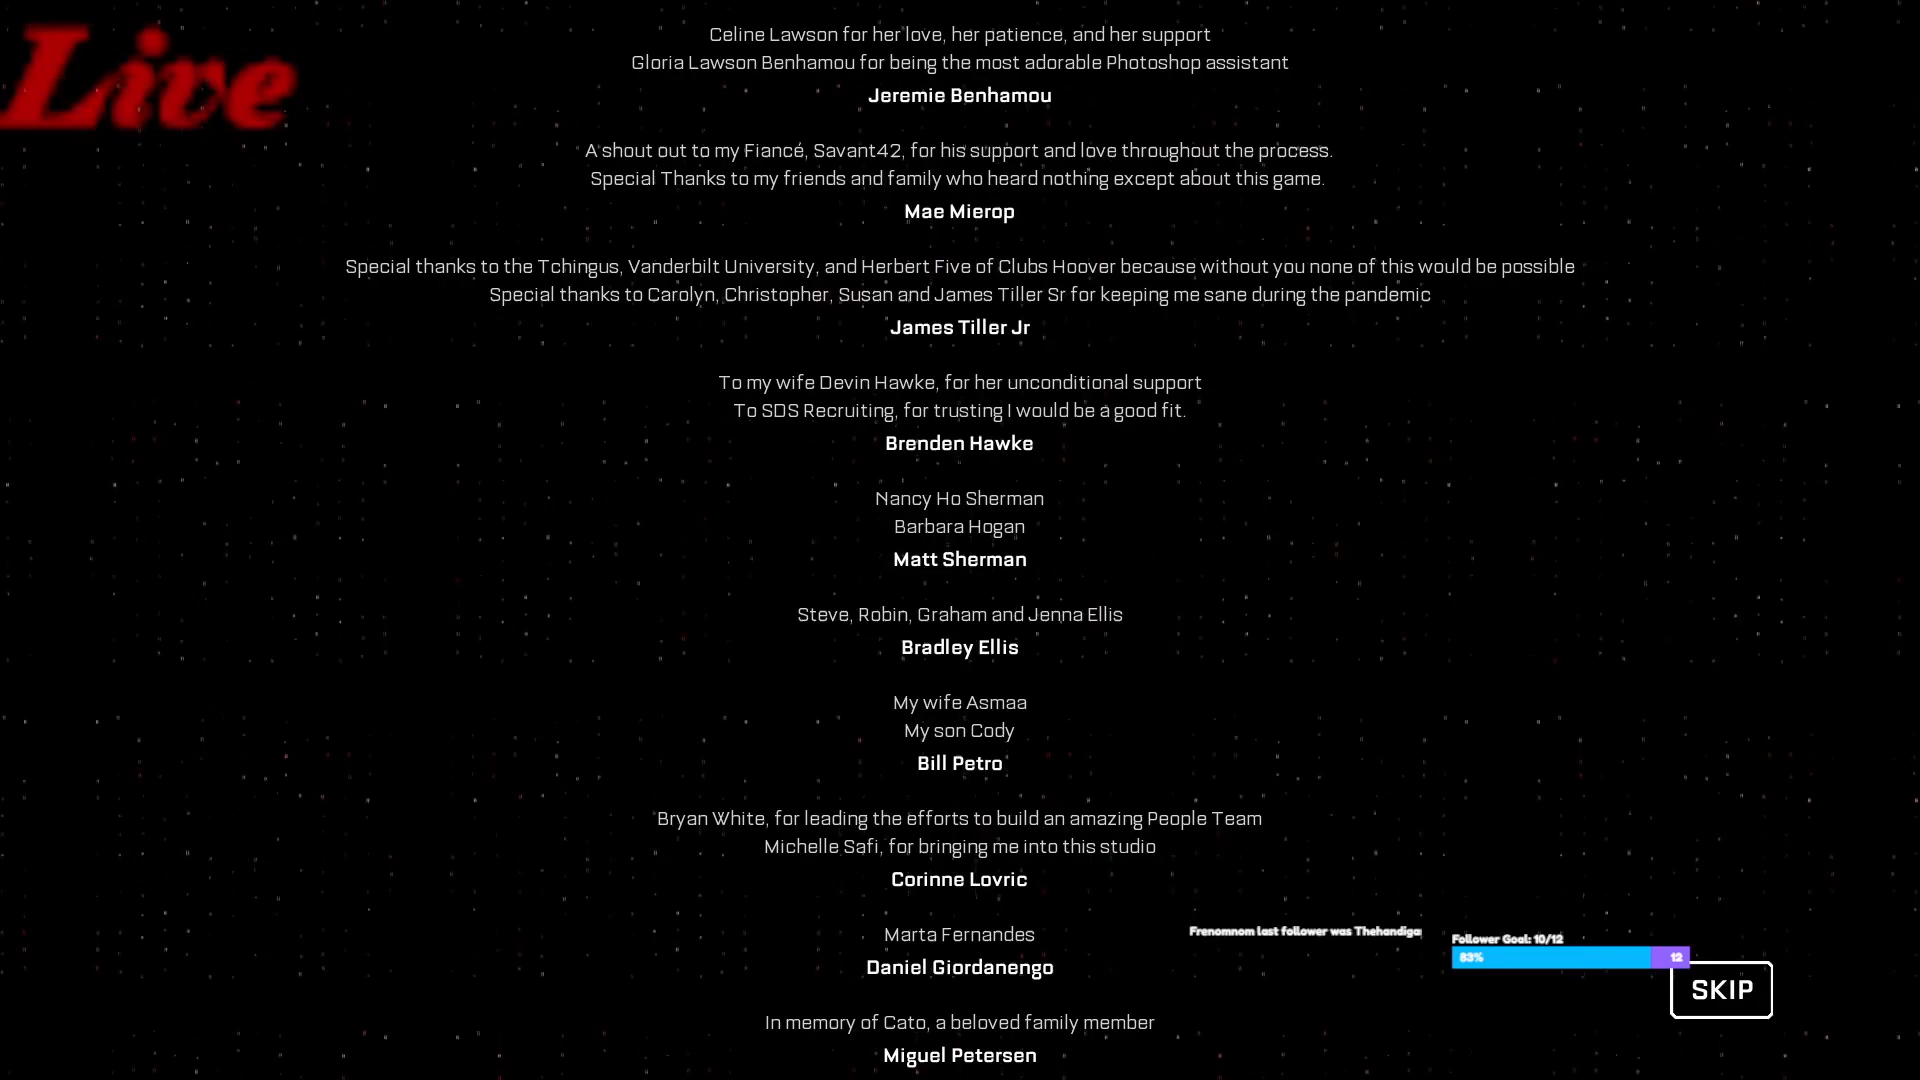 Live
Celine Lawson for her love, her patience, and her support
Gloria Lawson Benhamou for being the most adorable Photoshop assistant
Jeremie Benhamou
A shout out to my Fiancé, Savant42, for his support and love throughout the process.
Special Thanks to my friends and family who heard nothing except about this game.
Mae Mierop
Special thanks to the Tchingus, Vanderbilt University, and Herbert Five of Clubs Hoover because without you none of this would be possible
Special thanks to Carolyn, Christopher, Susan and James Tiller Sr for keeping me sane during the pandemic
James Tiller Jr
To my wife Devin Hawke, for her unconditional support
To SDS Recruiting, for trusting I would be a good fit.
Brenden Hawke
Nancy Ho Sherman
Barbara Hogan
Matt Sherman
Steve, Robin, Graham and Jenna Ellis
Bradley Ellis
My wife Asmaa
My son Cody
Bill Petro
Bryan White, for leading the efforts to build an amazing People Team
Michelle Safi, for bringing me into this studio
Corinne Lovric
Marta Fernandes
Daniel Giordanengo
In memory of Cato, a beloved family member
Miguel Petersen
Frenomnom last follower was Thehandiga
Follower Goal: 10/12
83% 12
SKIP